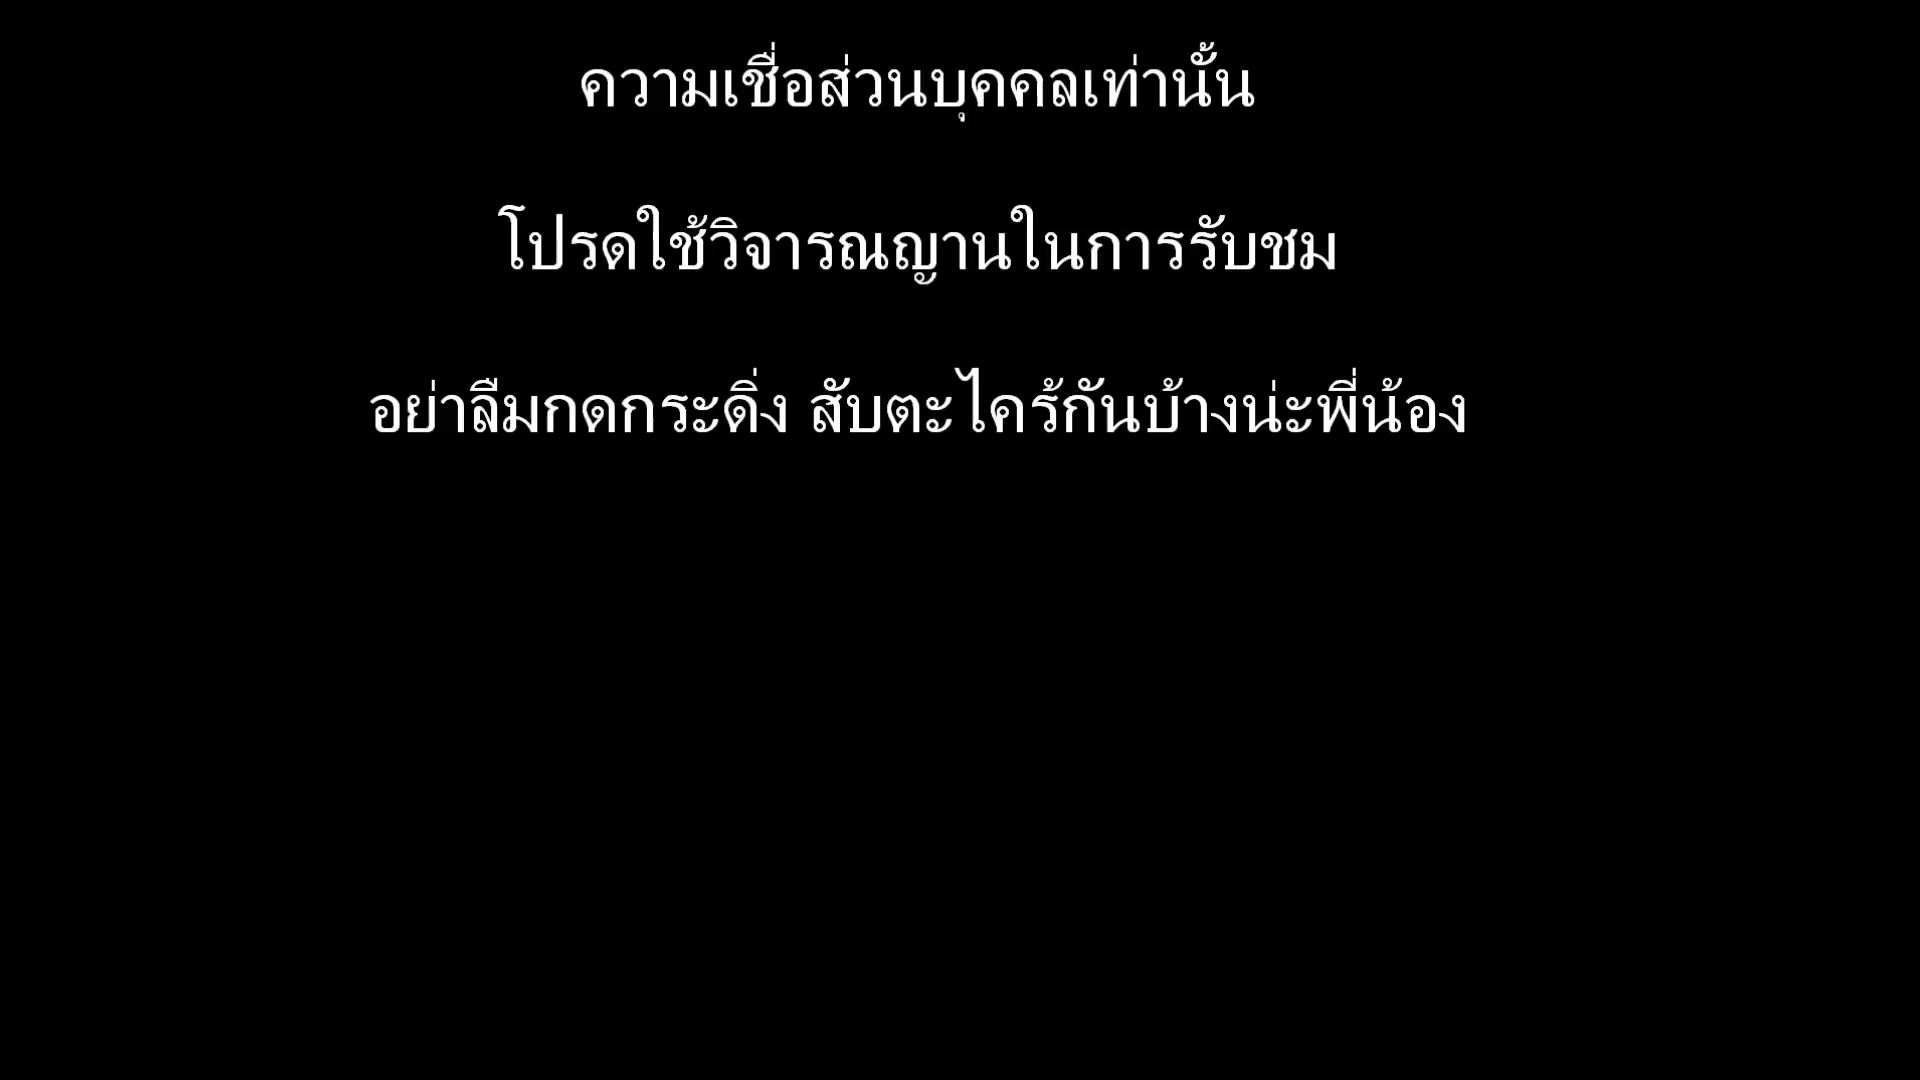 ความเชื่อส่วนบุคคลเท่านั้น
โปรดใช้วิจารณญานในการรับชม
อย่าลืมกดกระดิ่ง สับตะไคร้กันบ้างน่ะพี่น้อง